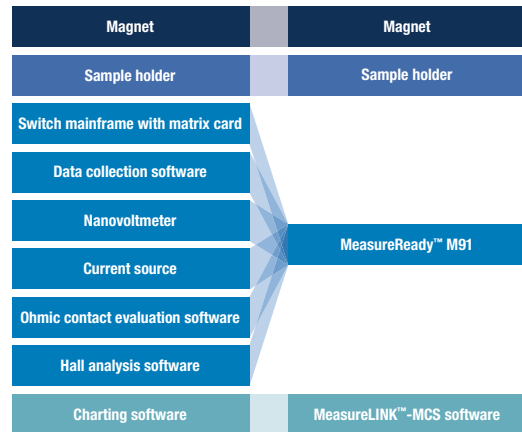 Magnet
Magnet
Sample holder
Sample holder
Switch mainframe with matrix card
Data collection software
Nanovoltmeter
Current source
Ohmic contact evaluation software
Hall analysis software
MeasureReady™ M91
Charting software
MeasureLINK™-MCS software